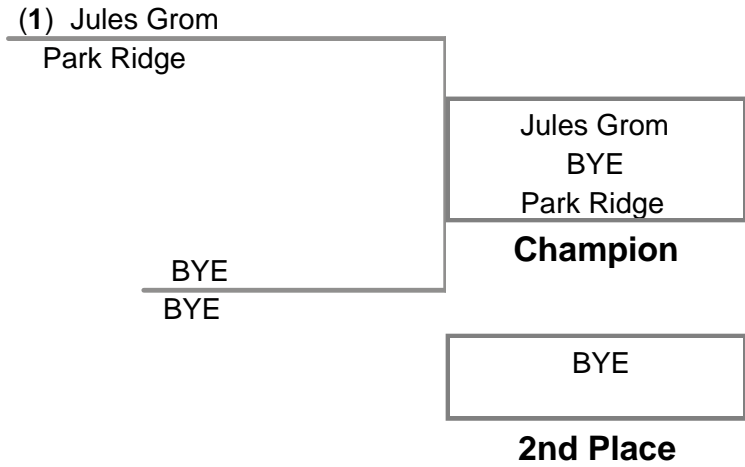 (1) Jules Grom
Park Ridge
Jules Grom
BYE
Park Ridge
Champion
BYE
BYE
BYE
2nd Place